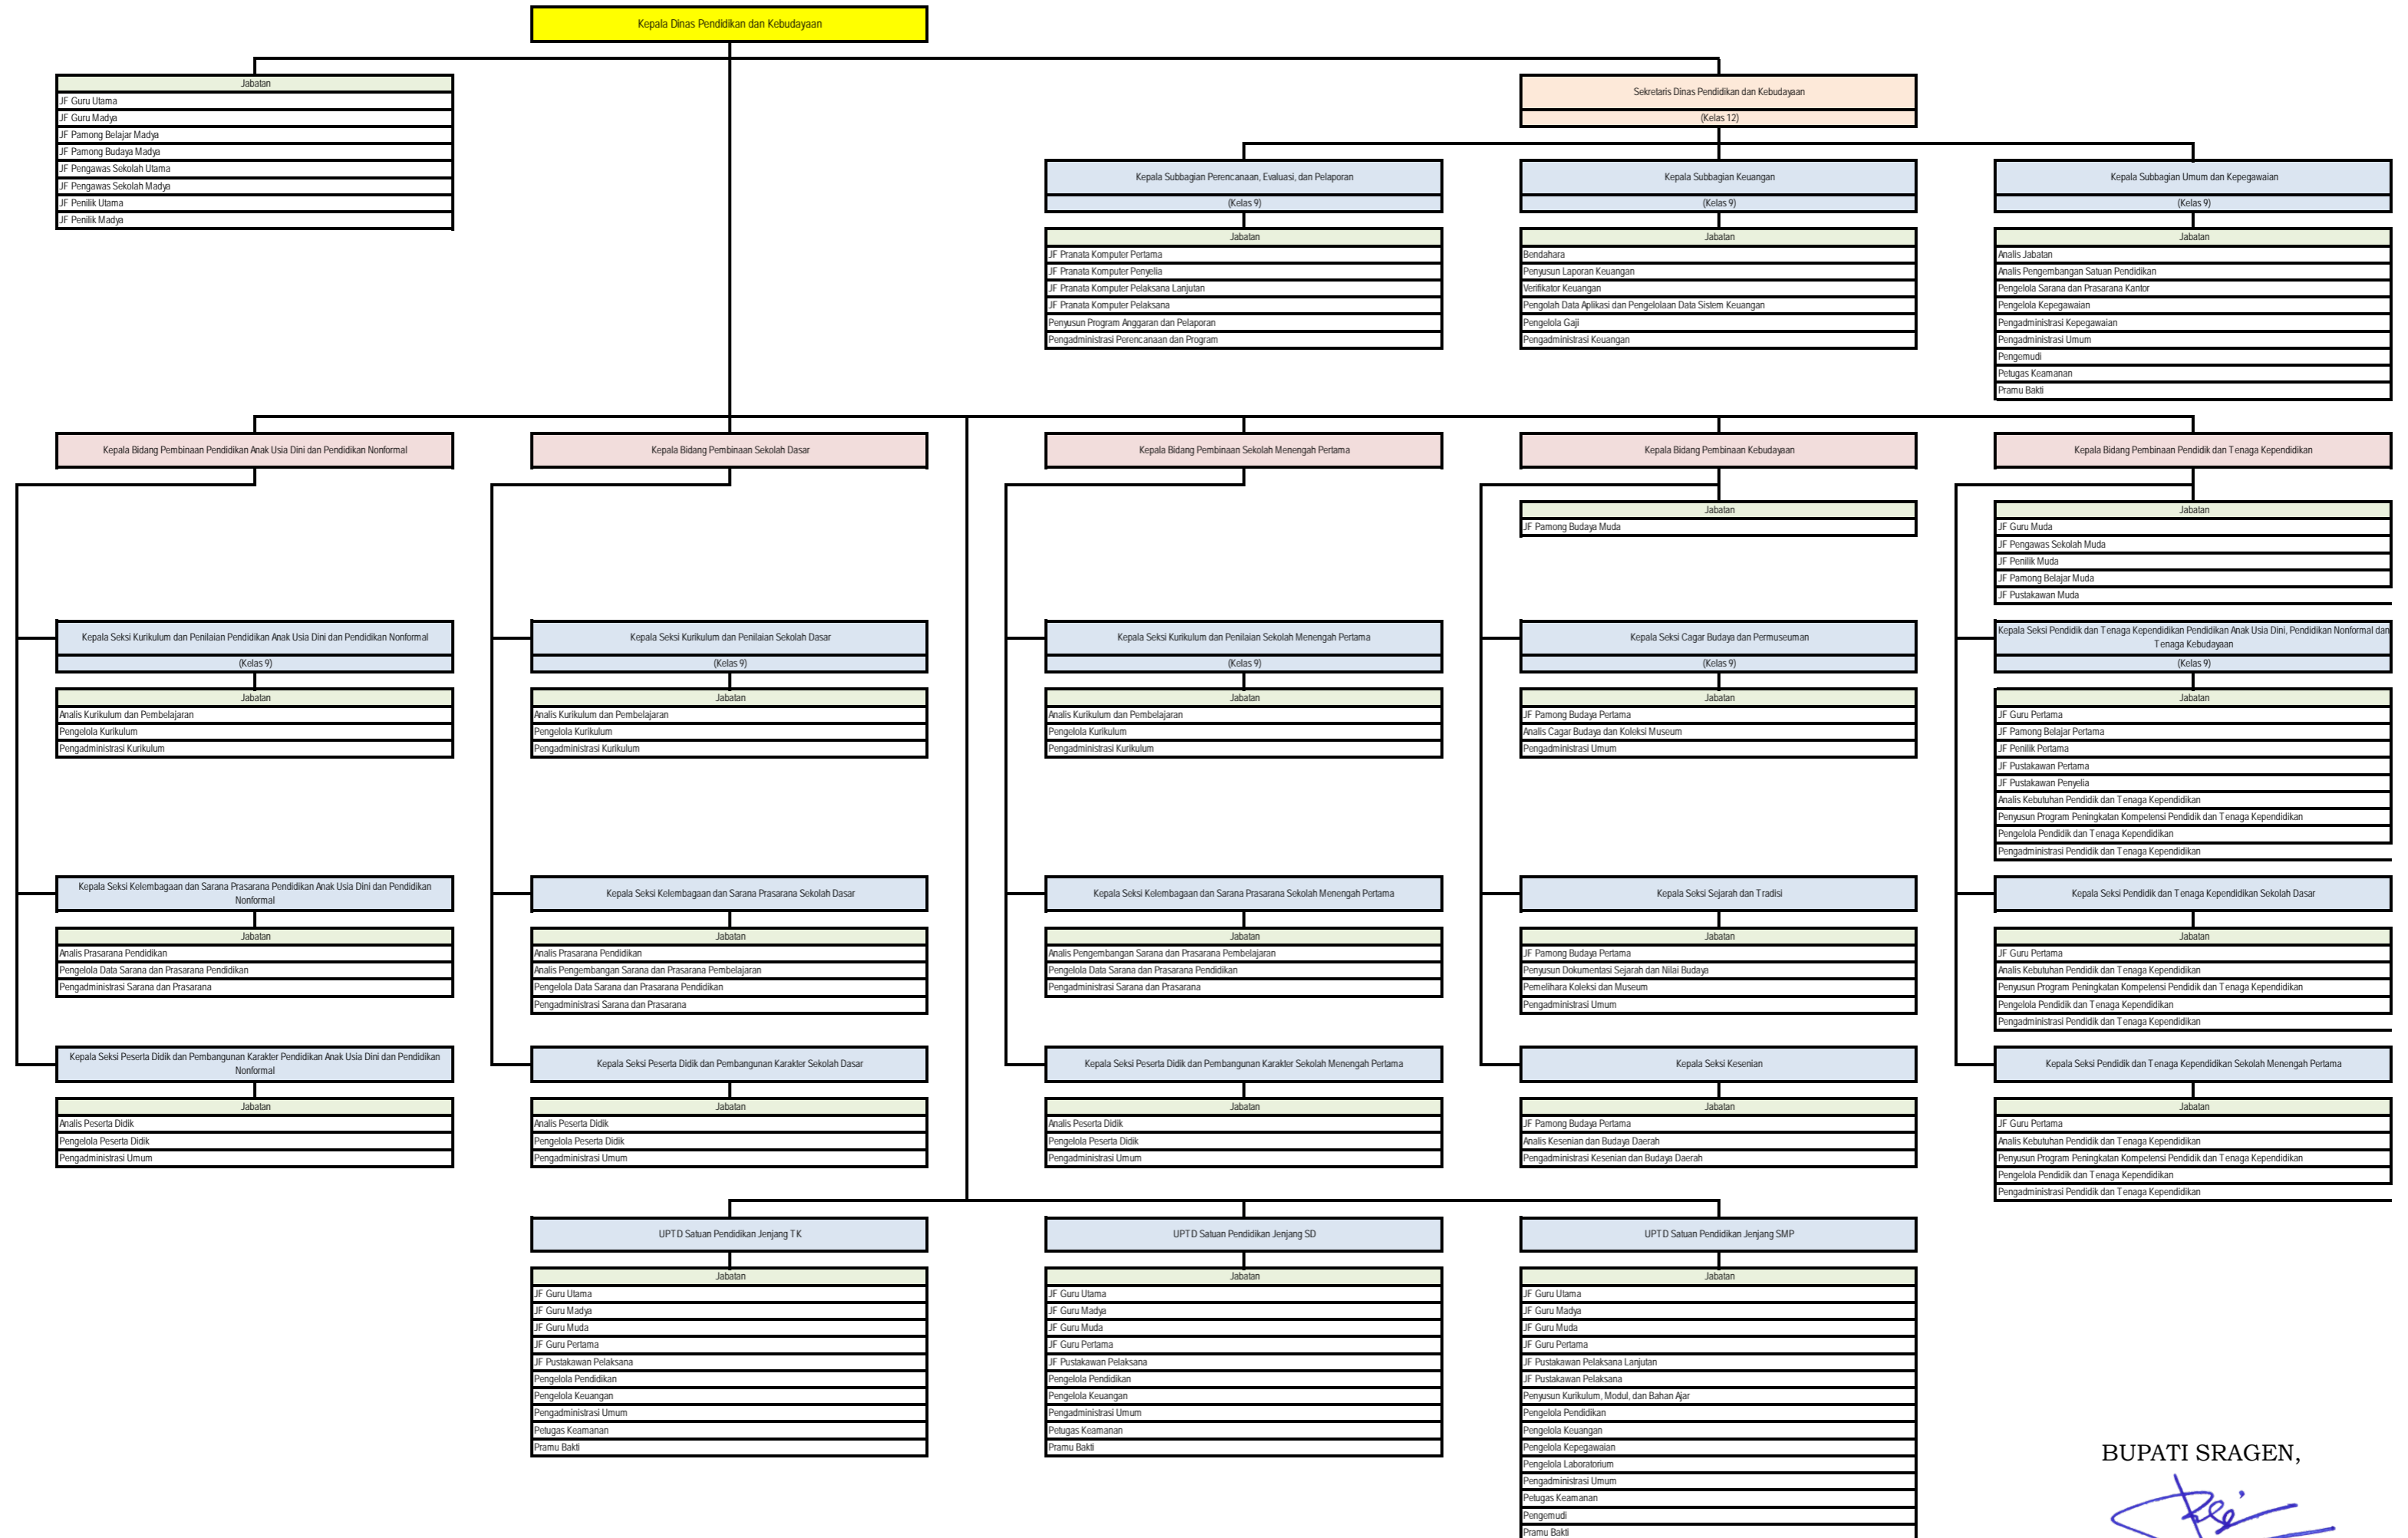 Kepala Dinas Pendidikan dan Kebudayaan
Jabatan
JF Guru Utama
JF Guru Madya
JF Pamong Belajar Madya
JF Pamong Budaya Madya
JF Pengawas Sekolah Utama
JF Pengawas Sekolah Madya
JF Penilik Utama
JF Penilik Madya
Sekretaris Dinas Pendidikan dan Kebudayaan
(Kelas 12)
Kepala Subbagian Perencanaan, Evaluasi, dan Pelaporan
(Kelas 9)
Jabatan
JF Pranata Komputer Pertama
JF Pranata Komputer Penyelia
JF Pranata Komputer Pelaksana Lanjutan
JF Pranata Komputer Pelaksana
Penyusun Program Anggaran dan Pelaporan
Pengadministrasi Perencanaan dan Program
Kepala Subbagian Keuangan
(Kelas 9)
Jabatan
Bendahara
Penyusun Laporan Keuangan
Verifikator Keuangan
Pengolah Data Aplikasi dan Pengelolaan Data Sistem Keuangan
Pengelola Gaji
Pengadministrasi Keuangan
Kepala Subbagian Umum dan Kepegawaian
(Kelas 9)
Jabatan
Analis Jabatan
Analis Pengembangan Satuan Pendidikan
Pengelola Sarana dan Prasarana Kantor
Pengelola Kepegawaian
Pengadministrasi Kepegawaian
Pengadministrasi Umum
Pengemudi
Petugas Keamanan
Pramu Bakti
Kepala Bidang Pembinaan Pendidikan Anak Usia Dini dan Pendidikan Nonformal
Kepala Seksi Kurikulum dan Penilaian Pendidikan Anak Usia Dini dan Pendidikan Nonformal
(Kelas 9)
Jabatan
Analis Kurikulum dan Pembelajaran
Pengelola Kurikulum
Pengadministrasi Kurikulum
Kepala Seksi Kelembagaan dan Sarana Prasarana Pendidikan Anak Usia Dini dan Pendidikan
Nonformal
Jabatan
Analis Prasarana Pendidikan
Pengelola Data Sarana dan Prasarana Pendidikan
Pengadministrasi Sarana dan Prasarana
Kepala Seksi Peserta Didik dan Pembangunan Karakter Pendidikan Anak Usia Dini dan Pendidikan
Nonformal
Jabatan
Analis Peserta Didik
Pengelola Peserta Didik
Pengadministrasi Umum
Kepala Bidang Pembinaan Sekolah Dasar
Kepala Seksi Kurikulum dan Penilaian Sekolah Dasar
(Kelas 9)
Jabatan
Analis Kurikulum dan Pembelajaran
Pengelola Kurikulum
Pengadministrasi Kurikulum
Kepala Seksi Kelembagaan dan Sarana Prasarana Sekolah Dasar
Jabatan
Analis Prasarana Pendidikan
Analis Pengembangan Sarana dan Prasarana Pembelajaran
Pengelola Data Sarana dan Prasarana Pendidikan
Pengadministrasi Sarana dan Prasarana
Kepala Seksi Peserta Didik dan Pembangunan Karakter Sekolah Dasar
Jabatan
Analis Peserta Didik
Pengelola Peserta Didik
Pengadministrasi Umum
Kepala Bidang Pembinaan Sekolah Menengah Pertama
Kepala Seksi Kurikulum dan Penilaian Sekolah Menengah Pertama
(Kelas 9)
Jabatan
Analis Kurikulum dan Pembelajaran
Pengelola Kurikulum
Pengadministrasi Kurikulum
Kepala Seksi Kelembagaan dan Sarana Prasarana Sekolah Menengah Pertama
Jabatan
Analis Pengembangan Sarana dan Prasarana Pembelajaran
Pengelola Data Sarana dan Prasarana Pendidikan
Pengadministrasi Sarana dan Prasarana
Kepala Seksi Peserta Didik dan Pembangunan Karakter Sekolah Menengah Pertama
Jabatan
Analis Peserta Didik
Pengelola Peserta Didik
Pengadministrasi Umum
Kepala Bidang Pembinaan Kebudayaan
Jabatan
JF Pamong Budaya Muda
Kepala Seksi Cagar Budaya dan Permuseuman
(Kelas 9)
Jabatan
JF Pamong Budaya Pertama
Analis Cagar Budaya dan Koleksi Museum
Pengadministrasi Umum
Kepala Seksi Sejarah dan Tradisi
Jabatan
JF Pamong Budaya Pertama
Penyusun Dokumentasi Sejarah dan Nilai Budaya
Pemelihara Koleksi dan Museum
Pengadministrasi Umum
Kepala Seksi Kesenian
Jabatan
JF Pamong Budaya Pertama
Analis Kesenian dan Budaya Daerah
Pengadministrasi Kesenian dan Budaya Daerah
Kepala Bidang Pembinaan Pendidik dan Tenaga Kependidikan
Jabatan
JF Guru Muda
JF Pengawas Sekolah Muda
JF Penilik Muda
JF Pamong Belajar Muda
JF Pustakawan Muda
Kepala Seksi Pendidik dan Tenaga Kependidikan Pendidikan Anak Usia Dini, Pendidikan Nonformal dan
Tenaga Kebudayaan
(Kelas 9)
Jabatan
JF Guru Pertama
JF Pamong Belajar Pertama
JF Penilik Pertama
JF Pustakawan Pertama
JF Pustakawan Penyelia
Analis Kebutuhan Pendidik dan Tenaga Kependidikan
Penyusun Program Peningkatan Kompetensi Pendidik dan Tenaga Kependidikan
Pengelola Pendidik dan Tenaga Kependidikan
Pengadministrasi Pendidik dan Tenaga Kependidikan
Kepala Seksi Pendidik dan Tenaga Kependidikan Sekolah Dasar
Jabatan
JF Guru Pertama
Analis Kebutuhan Pendidik dan Tenaga Kependidikan
Penyusun Program Peningkatan Kompetensi Pendidik dan Tenaga Kependidikan
Pengelola Pendidik dan Tenaga Kependidikan
Pengadministrasi Pendidik dan Tenaga Kependidikan
Kepala Seksi Pendidik dan Tenaga Kependidikan Sekolah Menengah Pertama
Jabatan
JF Guru Pertama
Analis Kebutuhan Pendidik dan Tenaga Kependidikan
Penyusun Program Peningkatan Kompetensi Pendidik dan Tenaga Kependidikan
Pengelola Pendidik dan Tenaga Kependidikan
Pengadministrasi Pendidik dan Tenaga Kependidikan
UPTD Satuan Pendidikan Jenjang TK
Jabatan
JF Guru Utama
JF Guru Madya
JF Guru Muda
JF Guru Pertama
JF Pustakawan Pelaksana
Pengelola Pendidikan
Pengelola Keuangan
Pengadministrasi Umum
Petugas Keamanan
Pramu Bakti
UPTD Satuan Pendidikan Jenjang SD
Jabatan
JF Guru Utama
JF Guru Madya
JF Guru Muda
JF Guru Pertama
JF Pustakawan Pelaksana
Pengelola Pendidikan
Pengelola Keuangan
Pengadministrasi Umum
Petugas Keamanan
Pramu Bakti
UPTD Satuan Pendidikan Jenjang SMP
Jabatan
JF Guru Utama
JF Guru Madya
JF Guru Muda
JF Guru Pertama
JF Pustakawan Pelaksana Lanjutan
JF Pustakawan Pelaksana
Penyusun Kurikulum, Modul, dan Bahan Ajar
Pengelola Pendidikan
Pengelola Keuangan
Pengelola Kepegawaian
Pengelola Laboratorium
Pengadministrasi Umum
Petugas Keamanan
Pengemudi
Pramu Bakti
BUPATI SRAGEN,